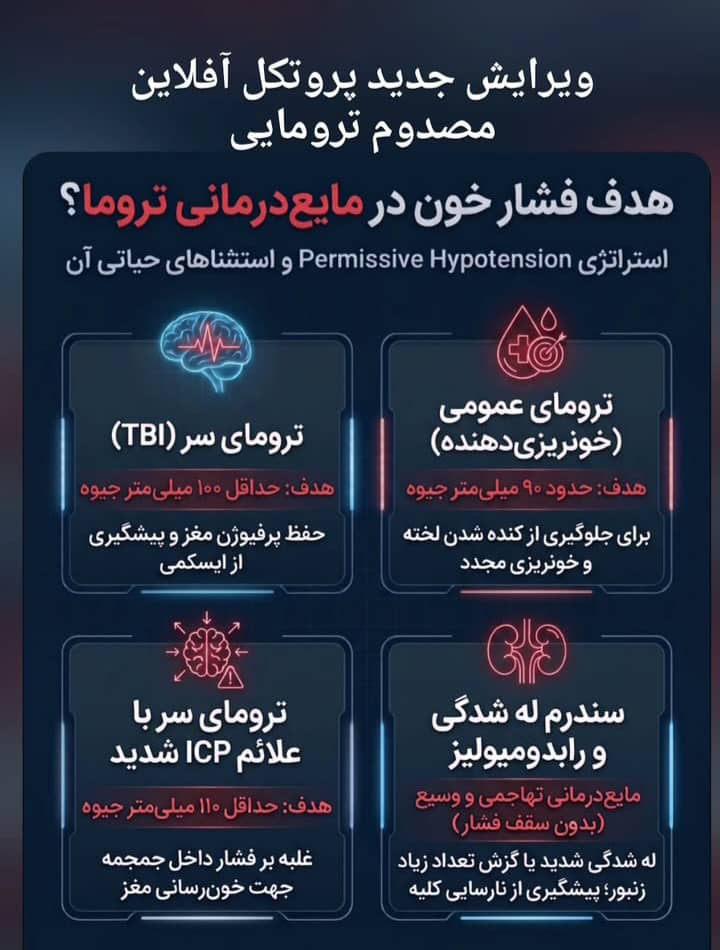 ویرایش جدید پروتکل آفلاین
مصدوم ترومایی
هدف فشار خون در مایع‌درمانی تروما؟
استراتژی Permissive Hypotension و استثناهای حیاتی آن
ترومای عمومی
(خونریزی‌دهنده)
هدف: حدود ۹۰ میلی‌متر جیوه
برای جلوگیری از کنده شدن لخته
و خونریزی مجدد
ترومای سر (TBI)
هدف: حداقل ۱۰۰ میلی‌متر جیوه
حفظ پرفیوژن مغز و پیشگیری
از ایسکمی
سندرم له شدگی
و رابدومیولیز
مایع‌درمانی تهاجمی و وسیع
(بدون سقف فشار)
له شدگی شدید یا گزش تعداد زیاد
زنبور؛ پیشگیری از نارسایی کلیه
ترومای سر با
علائم ICP شدید
هدف: حداقل ۱۱۰ میلی‌متر جیوه
غلبه بر فشار داخل جمجمه
جهت خون‌رسانی مغز